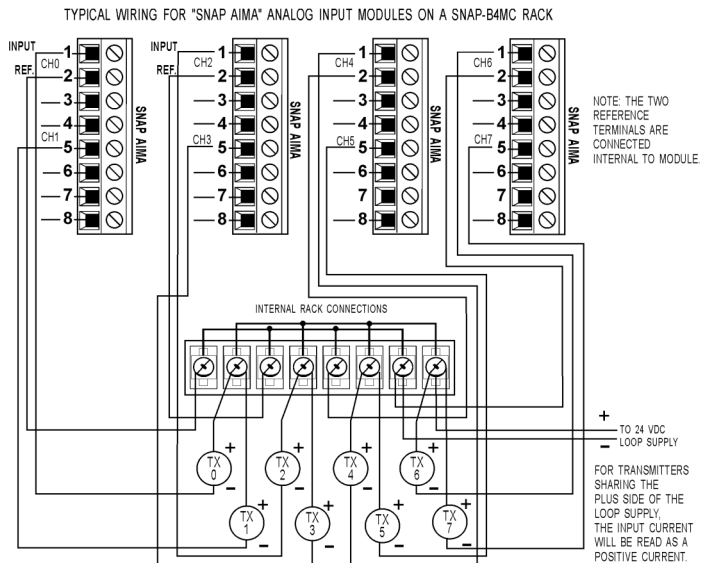 TYPICAL WIRING FOR "SNAP AIMA" ANALOG INPUT MODULES ON A SNAP-B4MC RACK
INPUT
REF.
CH0
CH1
1
2
3
4
5
6
7
8
SNAP AIMA
INPUT
REF.
CH2
CH3
1
2
3
4
5
6
7
8
SNAP AIMA
CH4
CH5
1
2
3
4
5
6
7
8
SNAP AIMA
CH6
CH7
1
2
3
4
5
6
7
8
SNAP AIMA
NOTE: THE TWO
REFERENCE
TERMINALS ARE
CONNECTED
INTERNAL TO MODULE.
INTERNAL RACK CONNECTIONS
+
TO 24 VDC
– LOOP SUPPLY
TX
0
+
–
TX
2
+
–
TX
4
+
–
TX
6
+
–
TX
1
+
–
TX
3
+
–
TX
5
+
–
TX
7
+
–
FOR TRANSMITTERS
SHARING THE
PLUS SIDE OF THE
LOOP SUPPLY,
THE INPUT CURRENT
WILL BE READ AS A
POSITIVE CURRENT.